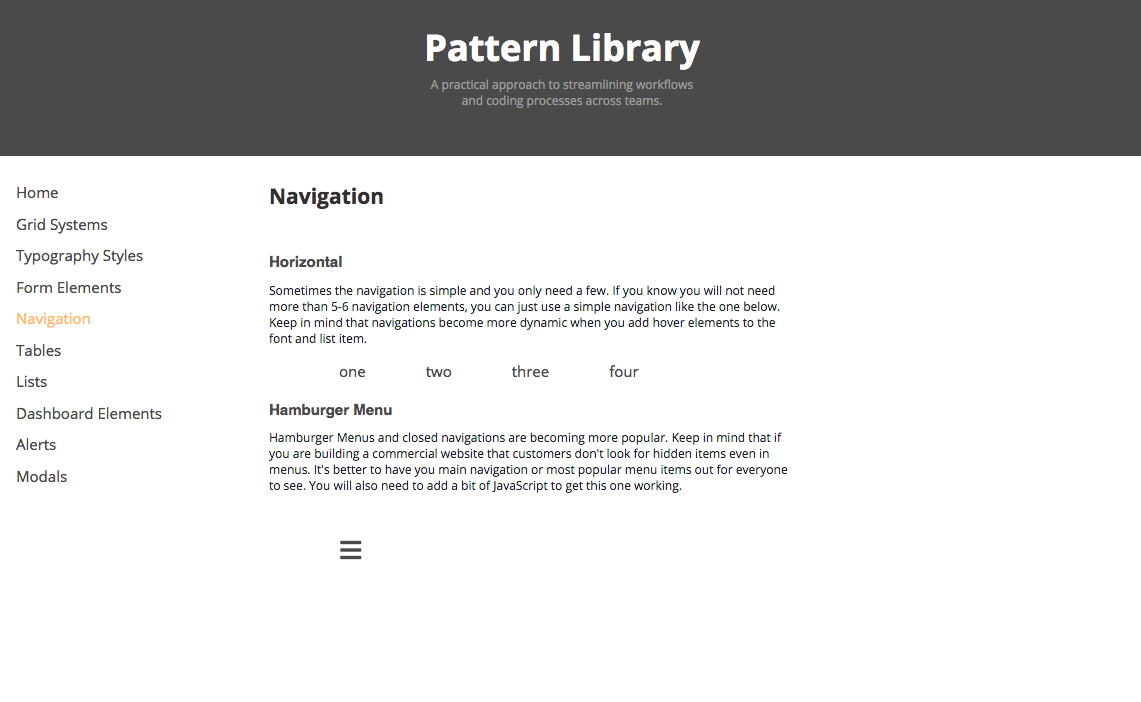 Pattern Library
A practical approach to streamlining workflows
and coding processes across teams.
Home
Grid Systems
Typography Styles
Form Elements
Navigation
Tables
Lists
Dashboard Elements
Alerts
Modals
Navigation
Horizontal
Sometimes the navigation is simple and you only need a few. If you know you will not need
more than 5-6 navigation elements, you can just use a simple navigation like the one below.
Keep in mind that navigations become more dynamic when you add hover elements to the
font and list item.
one two three four
Hamburger Menu
Hamburger Menus and closed navigations are becoming more popular. Keep in mind that if
you are building a commercial website that customers don't look for hidden items even in
menus. It's better to have you main navigation or most popular menu items out for everyone
to see. You will also need to add a bit of JavaScript to get this one working.